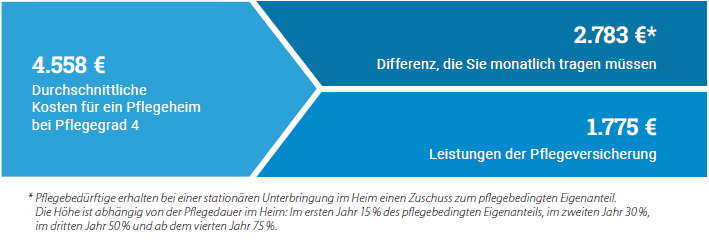 4.558 €
Durchschnittliche
Kosten für ein Pflegeheim
bei Pflegegrad 4
2.783 €*
Differenz, die Sie monatlich tragen müssen
1.775 €
Leistungen der Pflegeversicherung
* Pflegebedürftige erhalten bei einer stationären Unterbringung im Heim einen Zuschuss zum pflegebedingten Eigenanteil.
Die Höhe ist abhängig von der Pflegedauer im Heim: Im ersten Jahr 15 % des pflegebedingten Eigenanteils, im zweiten Jahr 30 %,
im dritten Jahr 50 % und ab dem vierten Jahr 75 %.